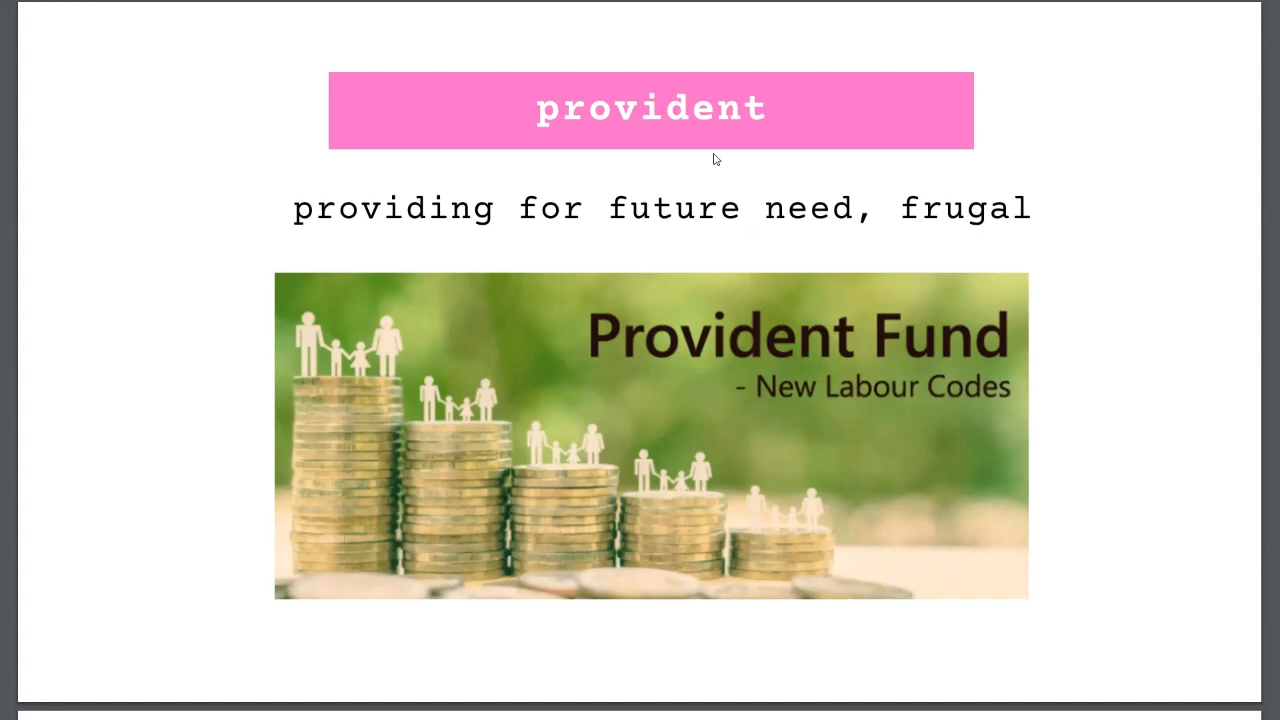 provident
providing for future need, frugal
Provident Fund
- New Labour Codes